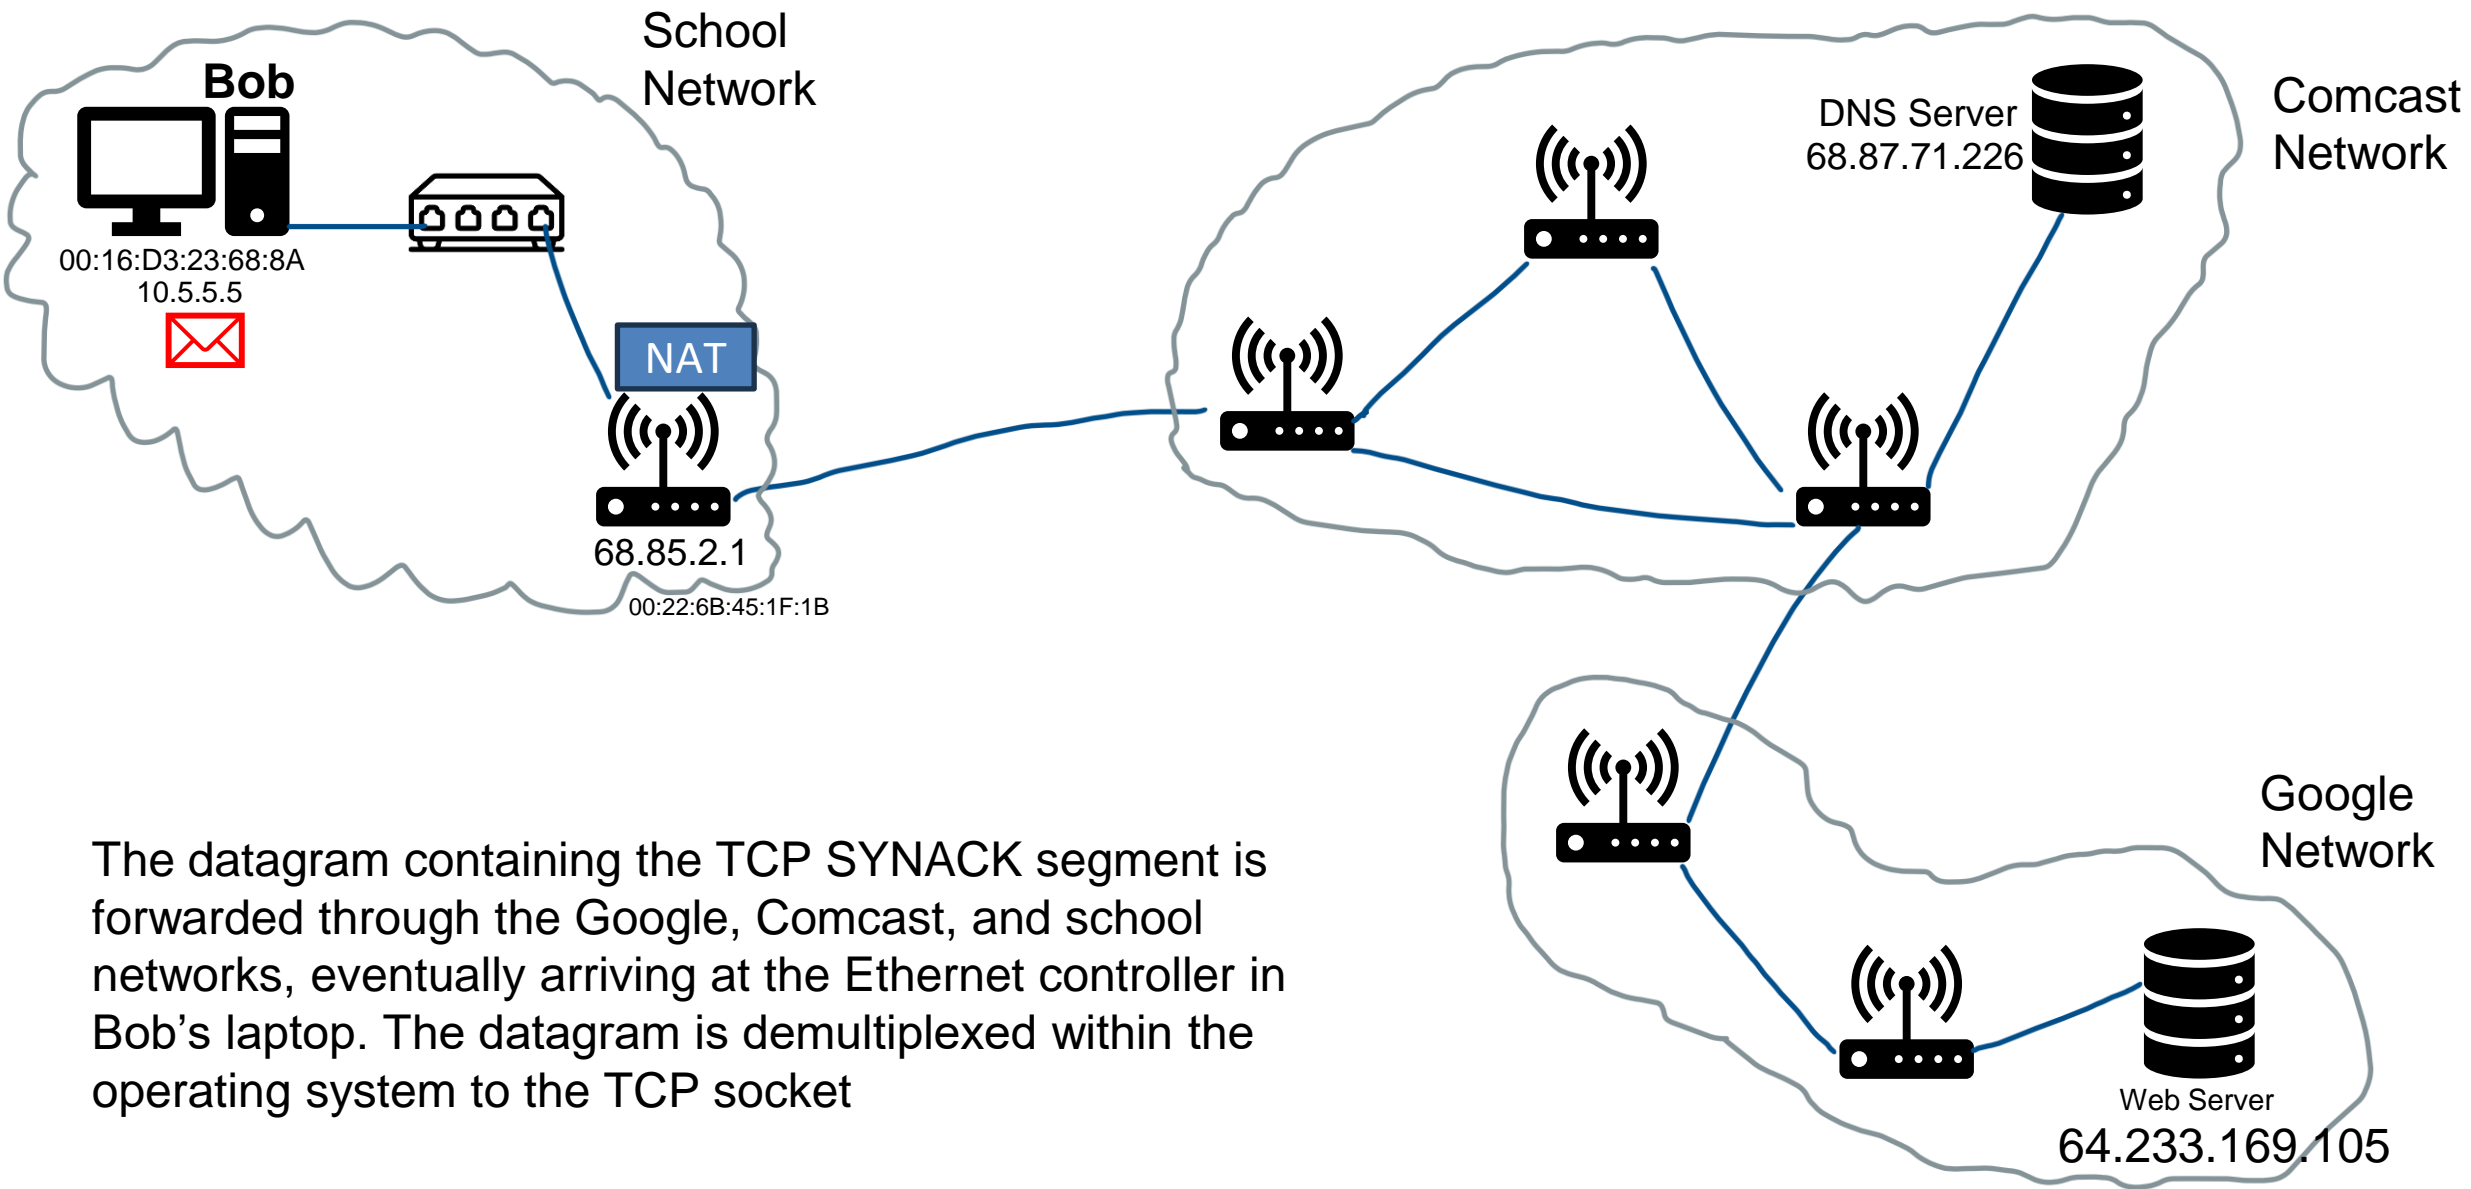 School
Network
Bob
00:16:D3:23:68:8A
10.5.5.5
NAT
68.85.2.1
00:22:6B:45:1F:1B
DNS Server
68.87.71.226
Comcast
Network
Google
Network
Web Server
64.233.169.105
The datagram containing the TCP SYNACK segment is
forwarded through the Google, Comcast, and school
networks, eventually arriving at the Ethernet controller in
Bob’s laptop. The datagram is demultiplexed within the
operating system to the TCP socket